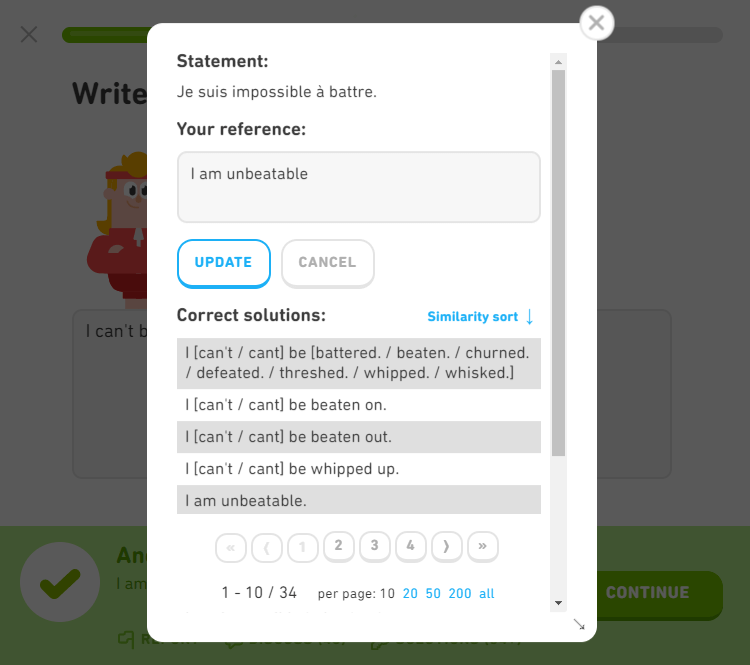 Write
Statement:
Je suis impossible à battre.
Your reference:
I am unbeatable
UPDATE
CANCEL
Correct solutions:
Similarity sort ↓
I [can't / cant] be [battered. / beaten. / churned.
/ defeated. / threshed. / whipped. / whisked.]
I [can't / cant] be beaten on.
I [can't / cant] be beaten out.
I [can't / cant] be whipped up.
I am unbeatable.
« ⟨ 1 2 3 4 ⟩ »
1 - 10 / 34 per page: 10 20 50 200 all
I can't b
I am
CONTINUE